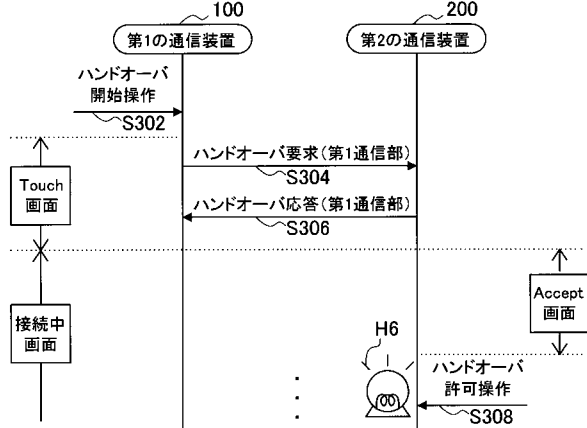 100
200
第1の通信装置
第2の通信装置
ハンドオーバ
開始操作
S302
ハンドオーバ要求(第1通信部)
S304
Touch
画面
ハンドオーバ応答(第1通信部)
S306
Accept
画面
接続中
画面
H6
ハンドオーバ
許可操作
S308